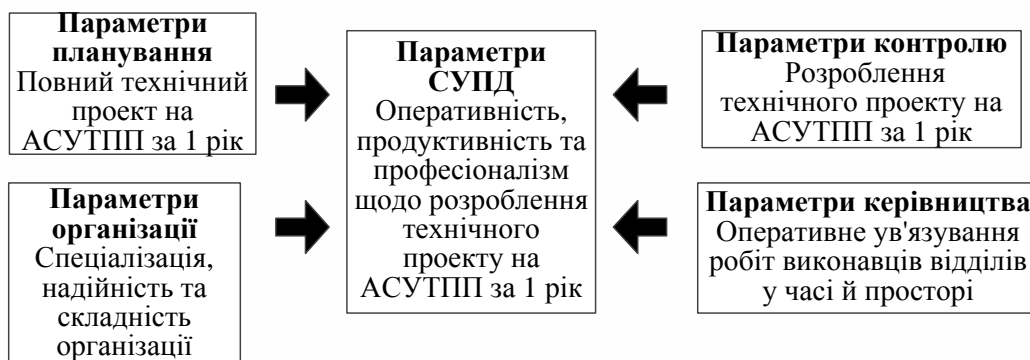 Параметри
планування
Повний технічний
проект на
АСУТПП за 1 рік
Параметри
організації
Спеціалізація,
надійність та
складність
організації
Параметри
СУПД
Оперативність,
продуктивність та
професіоналізм
щодо розроблення
технічного
проекту на
АСУТПП за 1 рік
Параметри контролю
Розроблення
технічного проекту на
АСУТПП за 1 рік
Параметри керівництва
Оперативне ув'язування
робіт виконавців відділів
у часі й просторі